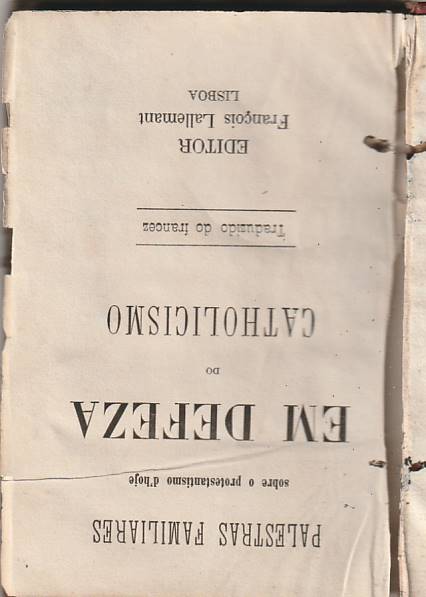 PALESTRAS FAMILIARES
sobre o protestantismo d'hoje
EM DEFEZA
DO
CATHOLICISMO
Traduzido do francez
EDITOR
François Lallemant
LISBOA